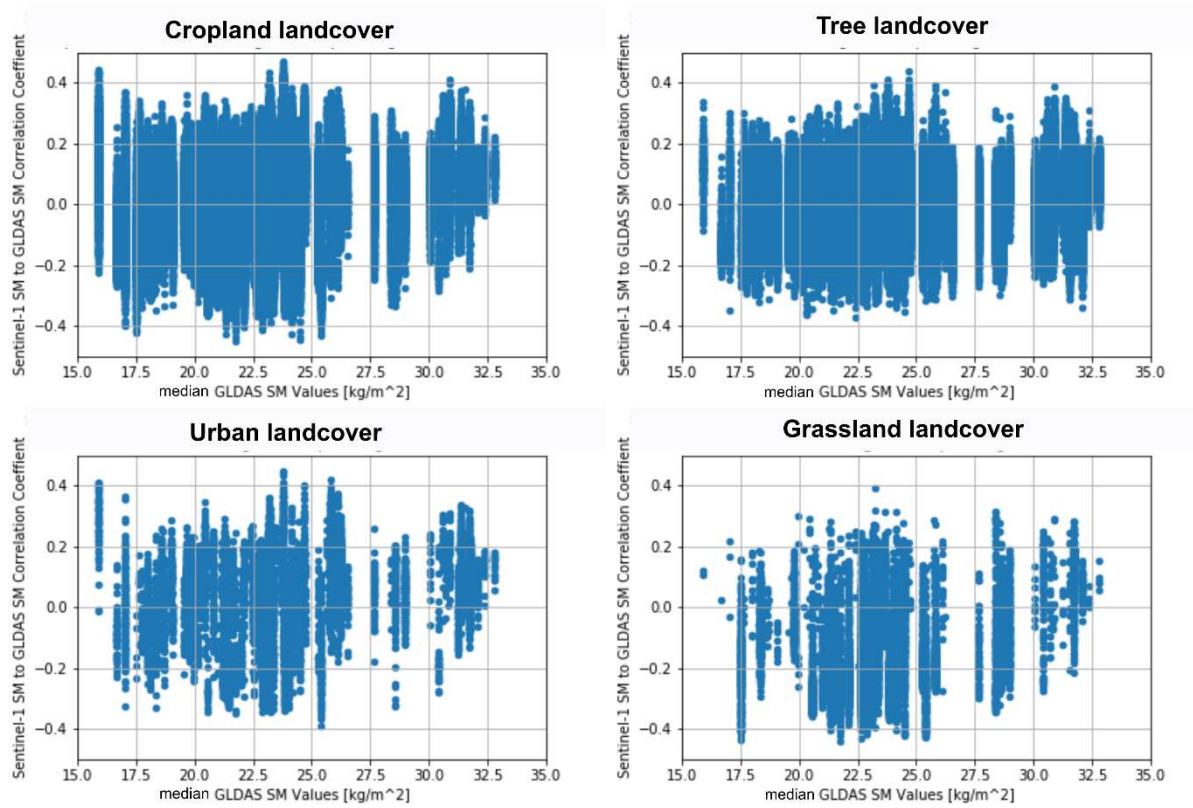 Cropland landcover
Sentinel-1 SM to GLDAS SM Correlation Coeffient
0.4
0.2
0.0
−0.2
−0.4
15.0 17.5 20.0 22.5 25.0 27.5 30.0 32.5 35.0
median GLDAS SM Values [kg/m^2]
Tree landcover
Sentinel-1 SM to GLDAS SM Correlation Coeffient
0.4
0.2
0.0
−0.2
−0.4
15.0 17.5 20.0 22.5 25.0 27.5 30.0 32.5 35.0
median GLDAS SM Values [kg/m^2]
Urban landcover
Sentinel-1 SM to GLDAS SM Correlation Coeffient
0.4
0.2
0.0
−0.2
−0.4
15.0 17.5 20.0 22.5 25.0 27.5 30.0 32.5 35.0
median GLDAS SM Values [kg/m^2]
Grassland landcover
Sentinel-1 SM to GLDAS SM Correlation Coeffient
0.4
0.2
0.0
−0.2
−0.4
15.0 17.5 20.0 22.5 25.0 27.5 30.0 32.5 35.0
median GLDAS SM Values [kg/m^2]